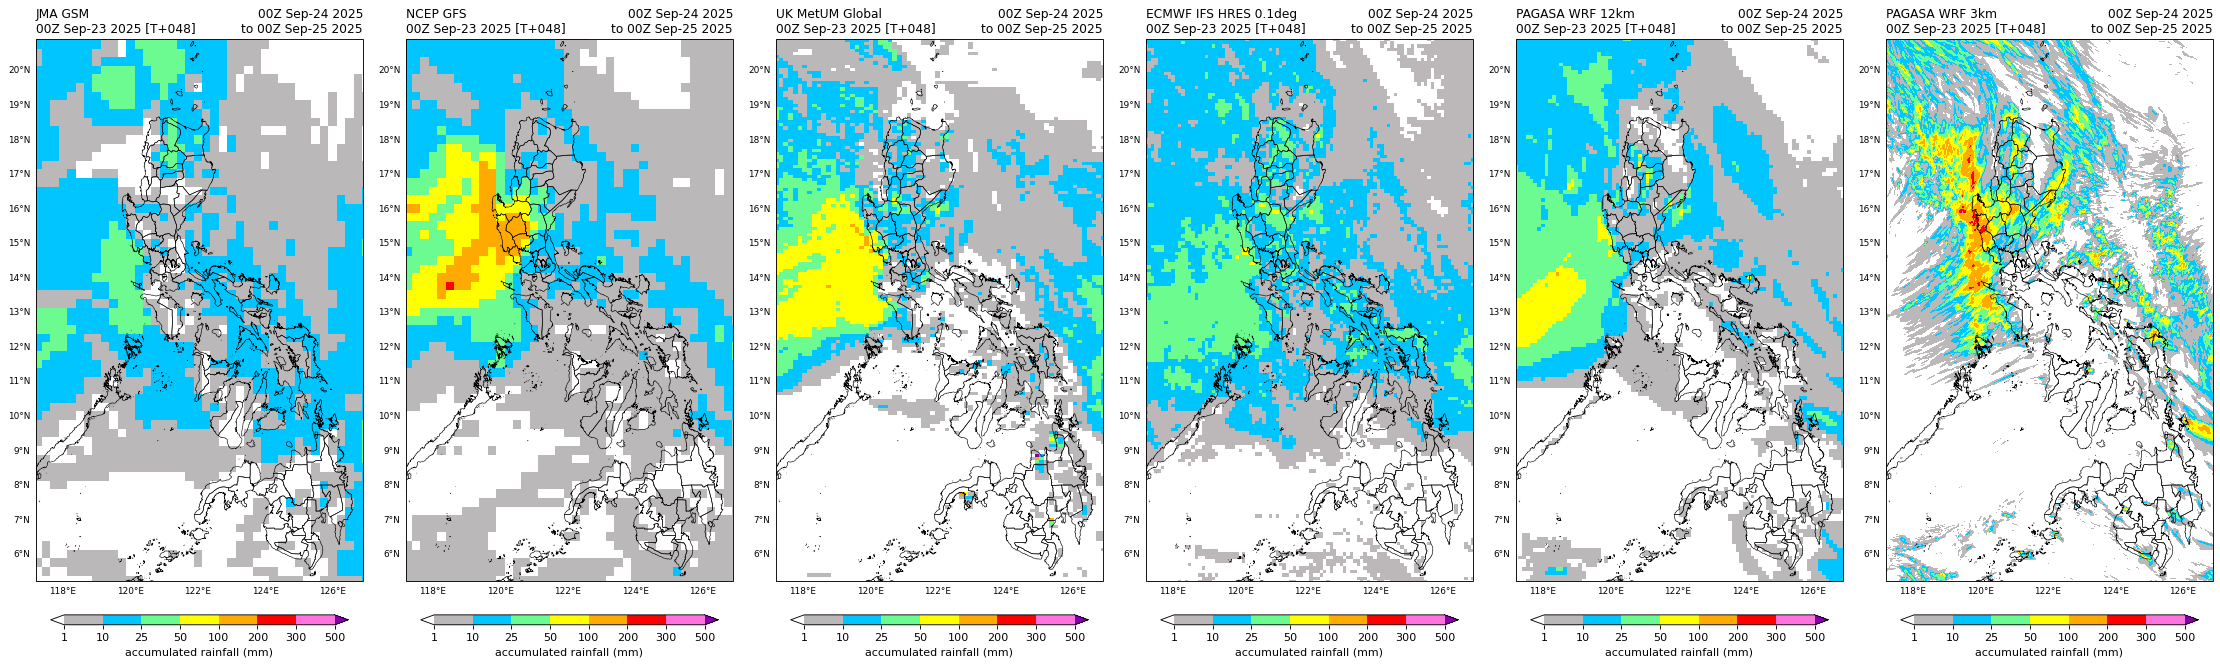 JMA GSM 00Z Sep-24 2025
00Z Sep-23 2025 [T+048] to 00Z Sep-25 2025
20°N
19°N
18°N
17°N
16°N
15°N
14°N
13°N
12°N
11°N
10°N
9°N
8°N
7°N
6°N
118°E 120°E 122°E 124°E 126°E
1 10 25 50 100 200 300 500
accumulated rainfall (mm)
NCEP GFS 00Z Sep-24 2025
00Z Sep-23 2025 [T+048] to 00Z Sep-25 2025
20°N
19°N
18°N
17°N
16°N
15°N
14°N
13°N
12°N
11°N
10°N
9°N
8°N
7°N
6°N
118°E 120°E 122°E 124°E 126°E
1 10 25 50 100 200 300 500
accumulated rainfall (mm)
UK MetUM Global 00Z Sep-24 2025
00Z Sep-23 2025 [T+048] to 00Z Sep-25 2025
20°N
19°N
18°N
17°N
16°N
15°N
14°N
13°N
12°N
11°N
10°N
9°N
8°N
7°N
6°N
118°E 120°E 122°E 124°E 126°E
1 10 25 50 100 200 300 500
accumulated rainfall (mm)
ECMWF IFS HRES 0.1deg 00Z Sep-24 2025
00Z Sep-23 2025 [T+048] to 00Z Sep-25 2025
20°N
19°N
18°N
17°N
16°N
15°N
14°N
13°N
12°N
11°N
10°N
9°N
8°N
7°N
6°N
118°E 120°E 122°E 124°E 126°E
1 10 25 50 100 200 300 500
accumulated rainfall (mm)
PAGASA WRF 12km 00Z Sep-24 2025
00Z Sep-23 2025 [T+048] to 00Z Sep-25 2025
20°N
19°N
18°N
17°N
16°N
15°N
14°N
13°N
12°N
11°N
10°N
9°N
8°N
7°N
6°N
118°E 120°E 122°E 124°E 126°E
1 10 25 50 100 200 300 500
accumulated rainfall (mm)
PAGASA WRF 3km 00Z Sep-24 2025
00Z Sep-23 2025 [T+048] to 00Z Sep-25 2025
20°N
19°N
18°N
17°N
16°N
15°N
14°N
13°N
12°N
11°N
10°N
9°N
8°N
7°N
6°N
118°E 120°E 122°E 124°E 126°E
1 10 25 50 100 200 300 500
accumulated rainfall (mm)